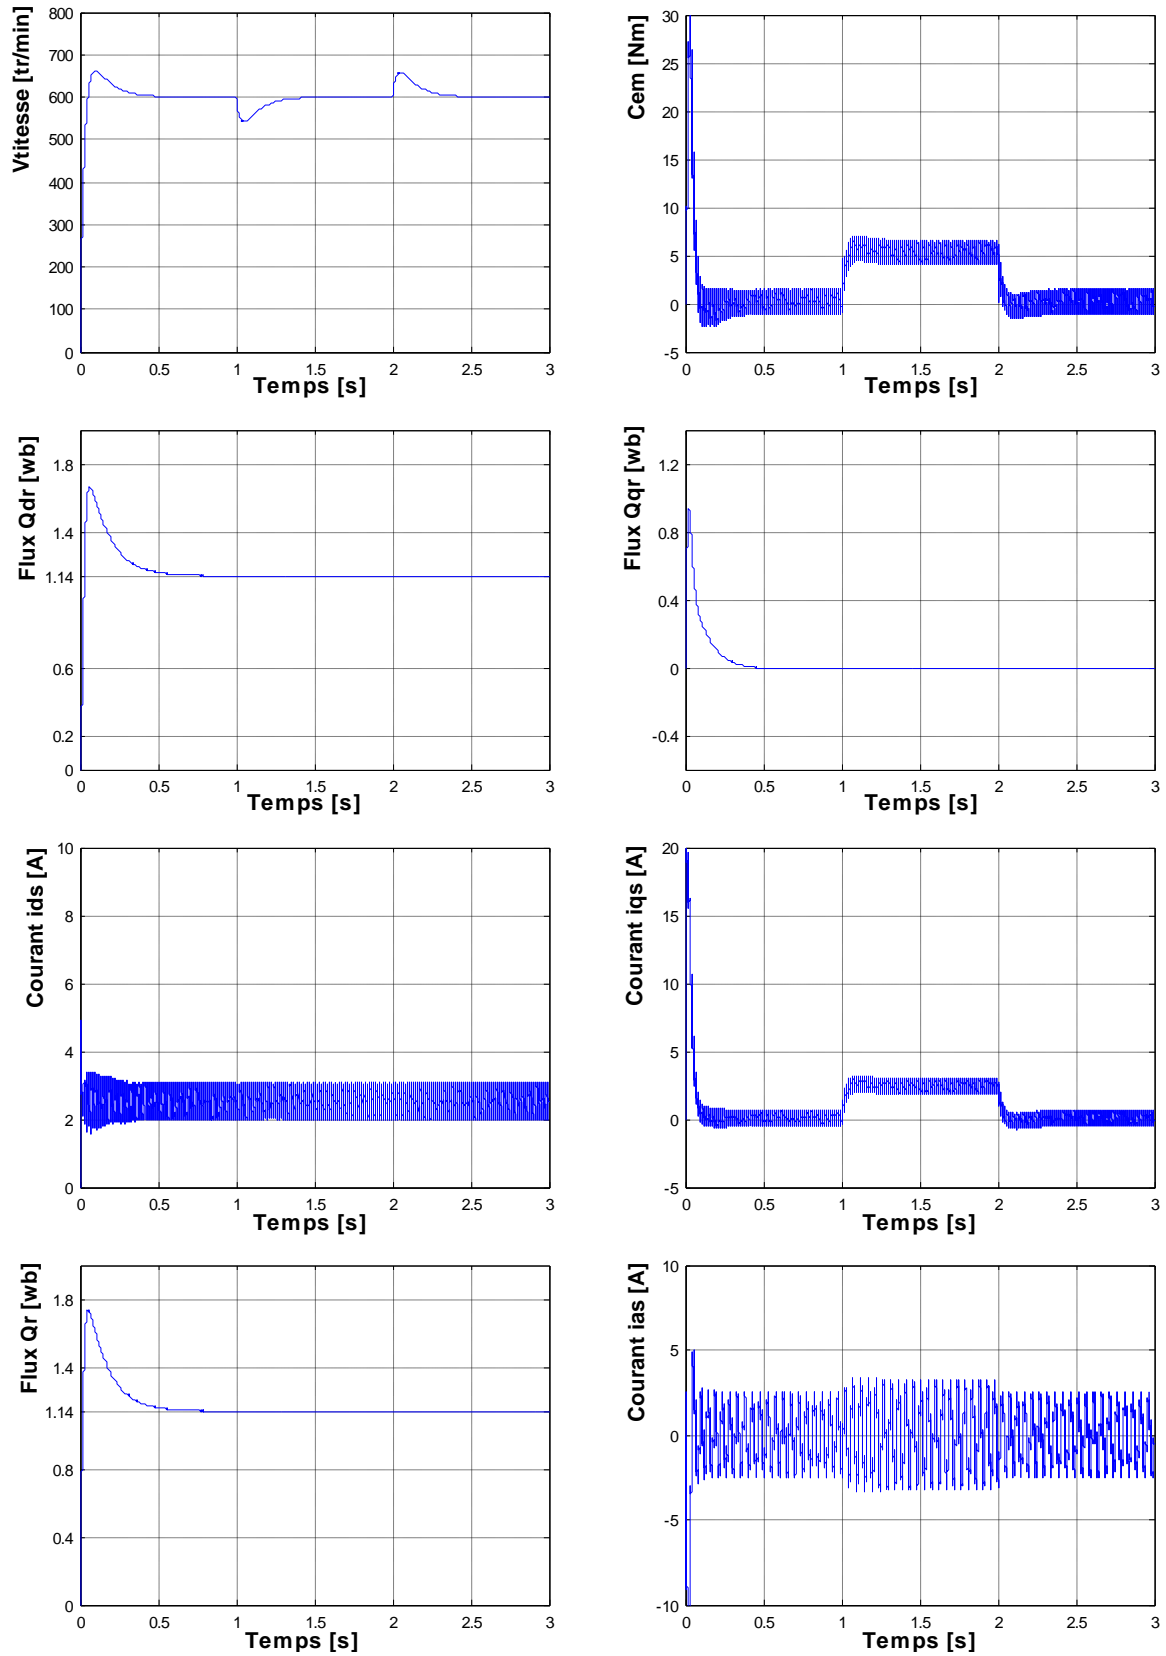 Vtitesse [tr/min]
800
700
600
500
400
300
200
100
0
0 0.5 1 1.5 2 2.5 3
Temps [s]
Cem [Nm]
30
25
20
15
10
5
0
-5
0 0.5 1 1.5 2 2.5 3
Temps [s]
Flux Qdr [wb]
1.8
1.4
1.14
0.6
0.2
0
0 0.5 1 1.5 2 2.5 3
Temps [s]
Flux Qqr [wb]
1.2
0.8
0.4
0
-0.4
0 0.5 1 1.5 2 2.5 3
Temps [s]
Courant ids [A]
10
8
6
4
2
0
0 0.5 1 1.5 2 2.5 3
Temps [s]
Courant iqs [A]
20
15
10
5
0
-5
0 0.5 1 1.5 2 2.5 3
Temps [s]
Flux Qr [wb]
1.8
1.4
1.14
0.8
0.4
0
0 0.5 1 1.5 2 2.5 3
Temps [s]
Courant ias [A]
10
5
0
-5
-10
0 0.5 1 1.5 2 2.5 3
Temps [s]